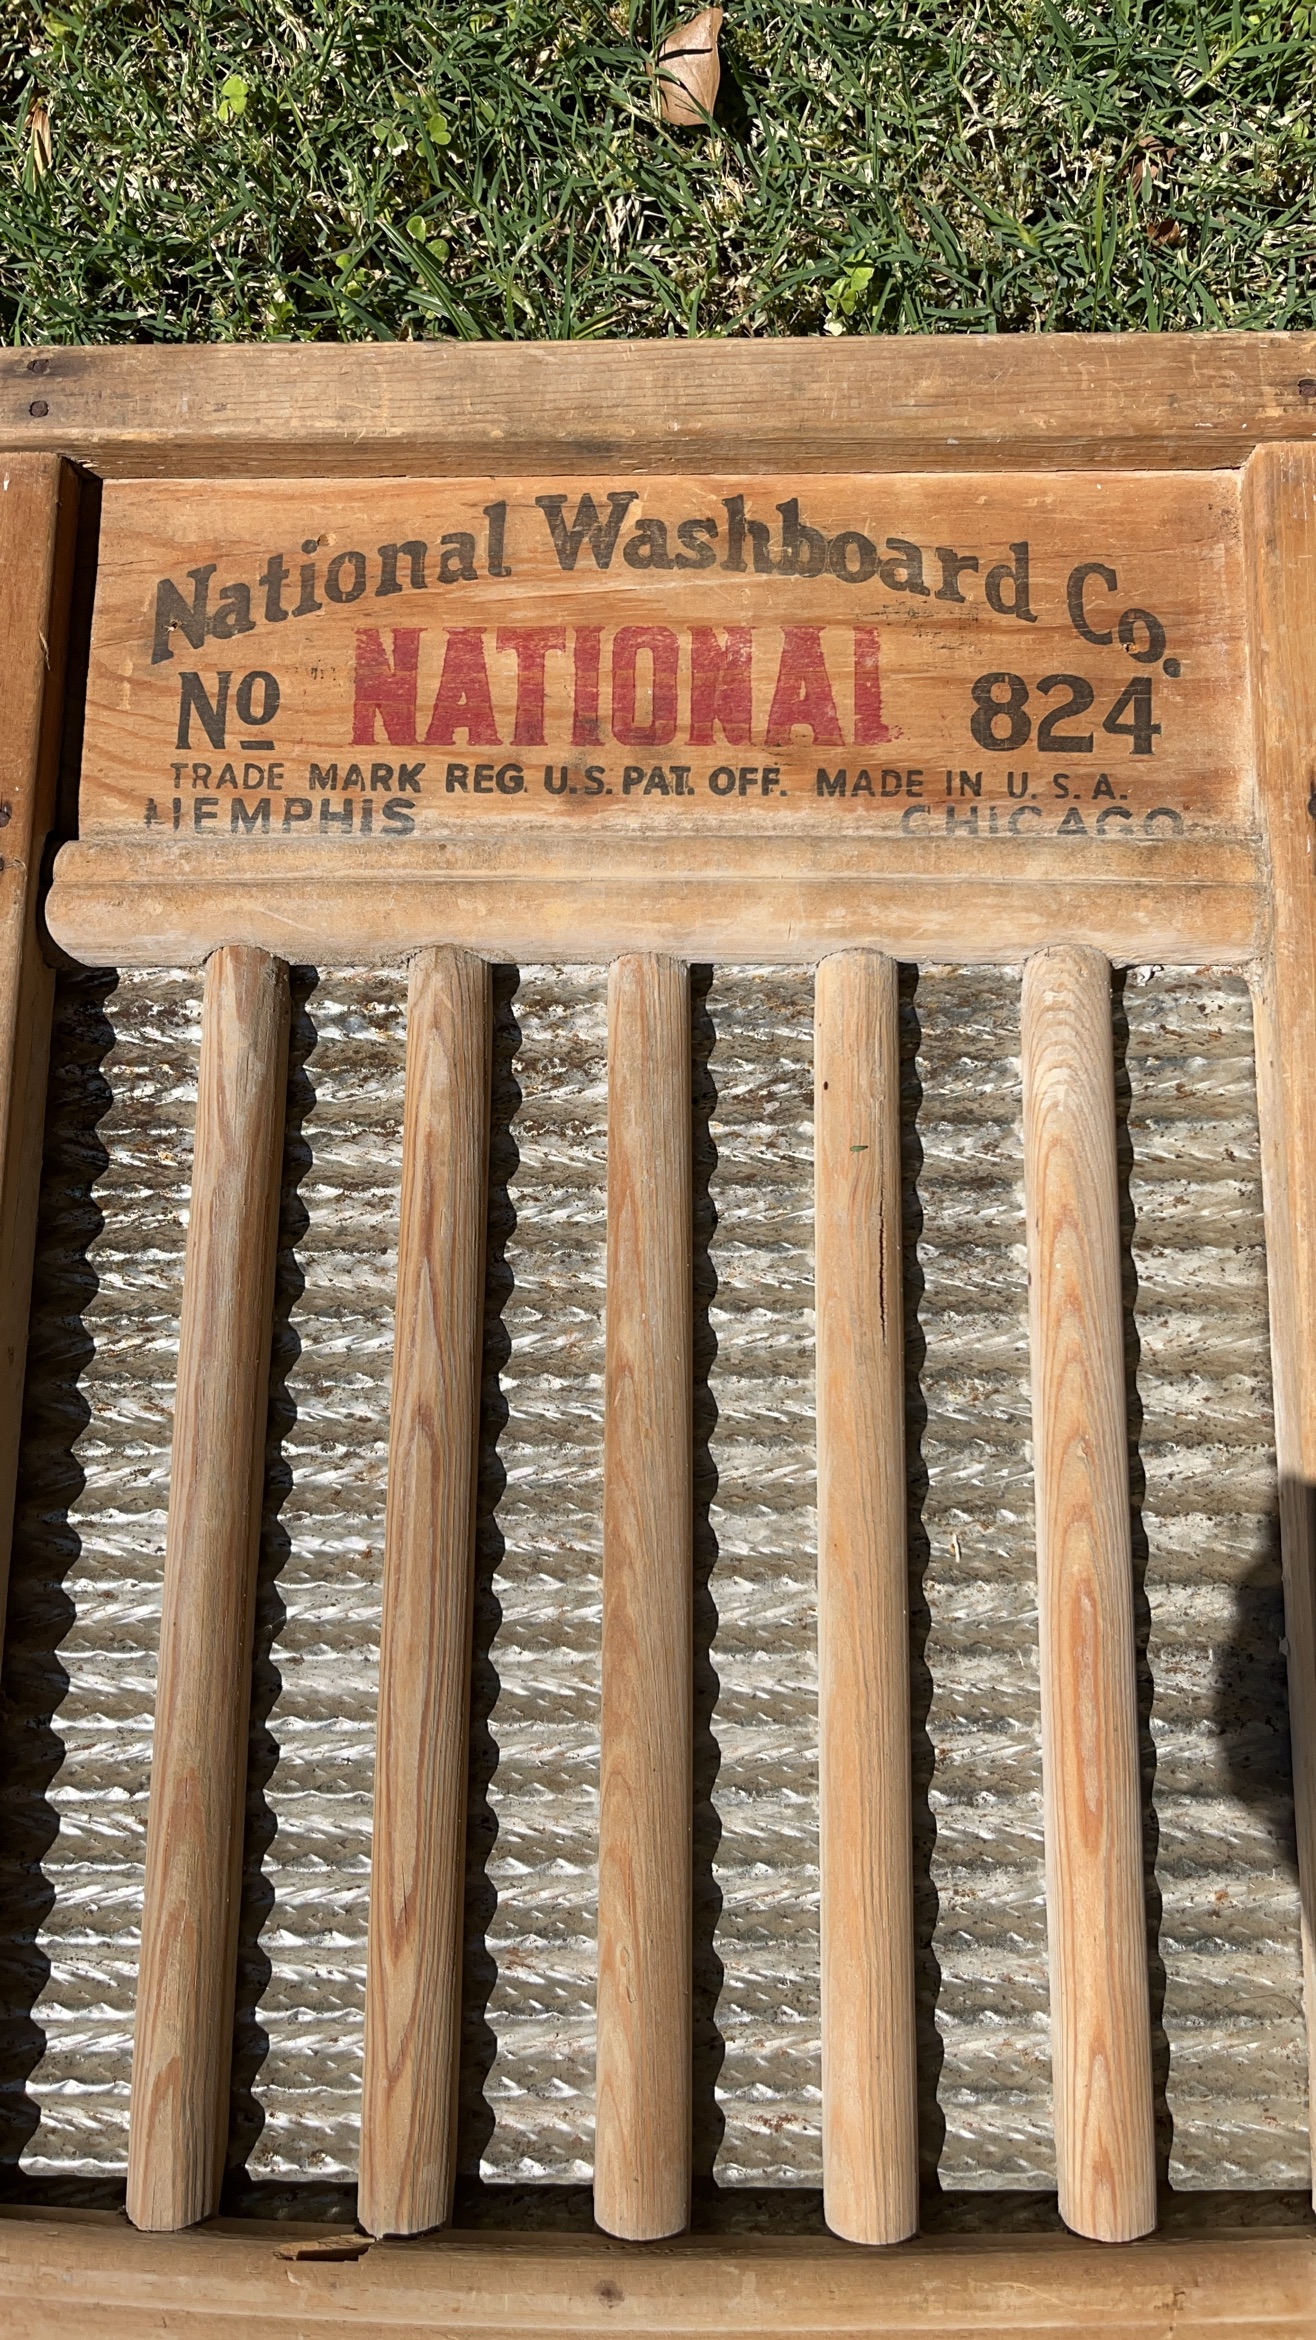 National Washboard Co.
No NATIONAL 824
TRADE MARK REG. U.S. PAT. OFF. MADE IN U.S.A.
MEMPHIS CHICAGO